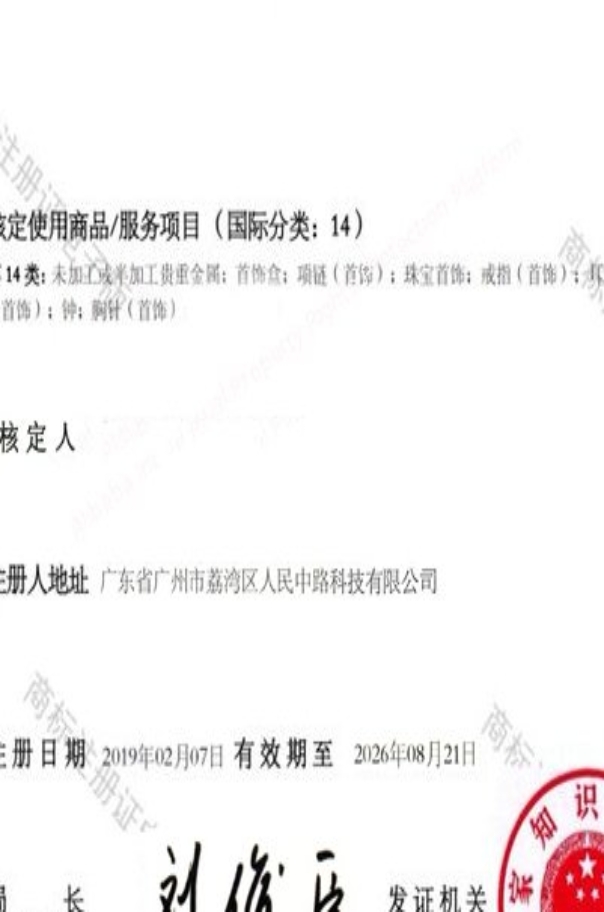 核定使用商品/服务项目（国际分类：14）
第14类：未加工或半加工贵重金属；首饰盒；项链（首饰）；珠宝首饰；戒指（首饰）；耳
首饰）；钟；胸针（首饰）
核定人
注册人地址 广东省广州市荔湾区人民中路科技有限公司
注册日期 2019年02月07日 有效期至 2026年08月21日
局 长 发证机关
家知识
商标注册证
商标
商标注册证
商标